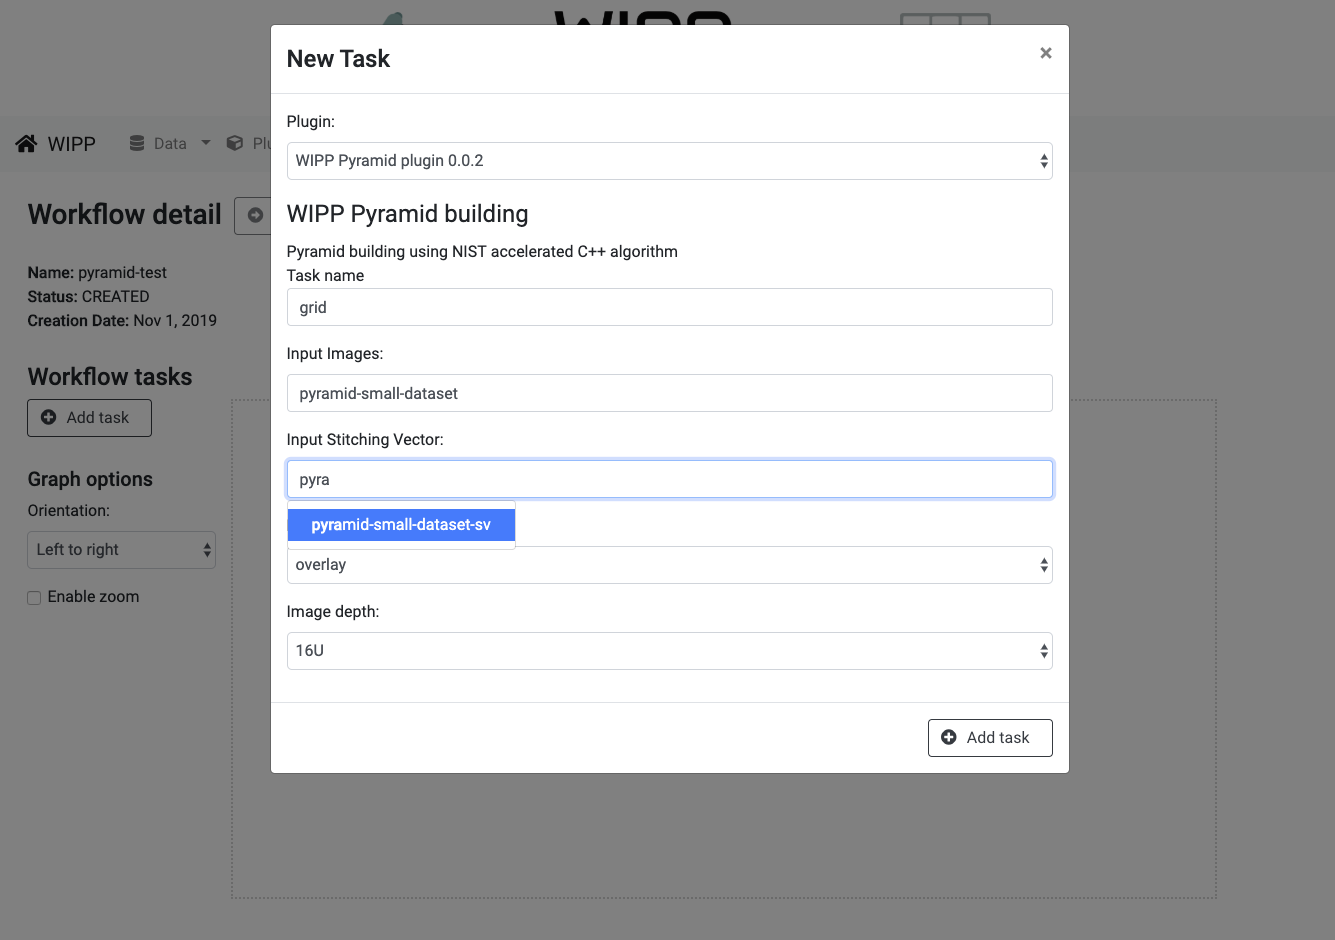 WIPP
New Task
×
WIPP
Data
Plu
Plugin:
WIPP Pyramid plugin 0.0.2
Workflow detail
WIPP Pyramid building
Pyramid building using NIST accelerated C++ algorithm
Name: pyramid-test
Status: CREATED
Creation Date: Nov 1, 2019
Task name
grid
Input Images:
pyramid-small-dataset
Workflow tasks
Add task
Input Stitching Vector:
pyra
pyramid-small-dataset-sv
Graph options
Orientation:
Left to right
Enable zoom
overlay
Image depth:
16U
Add task